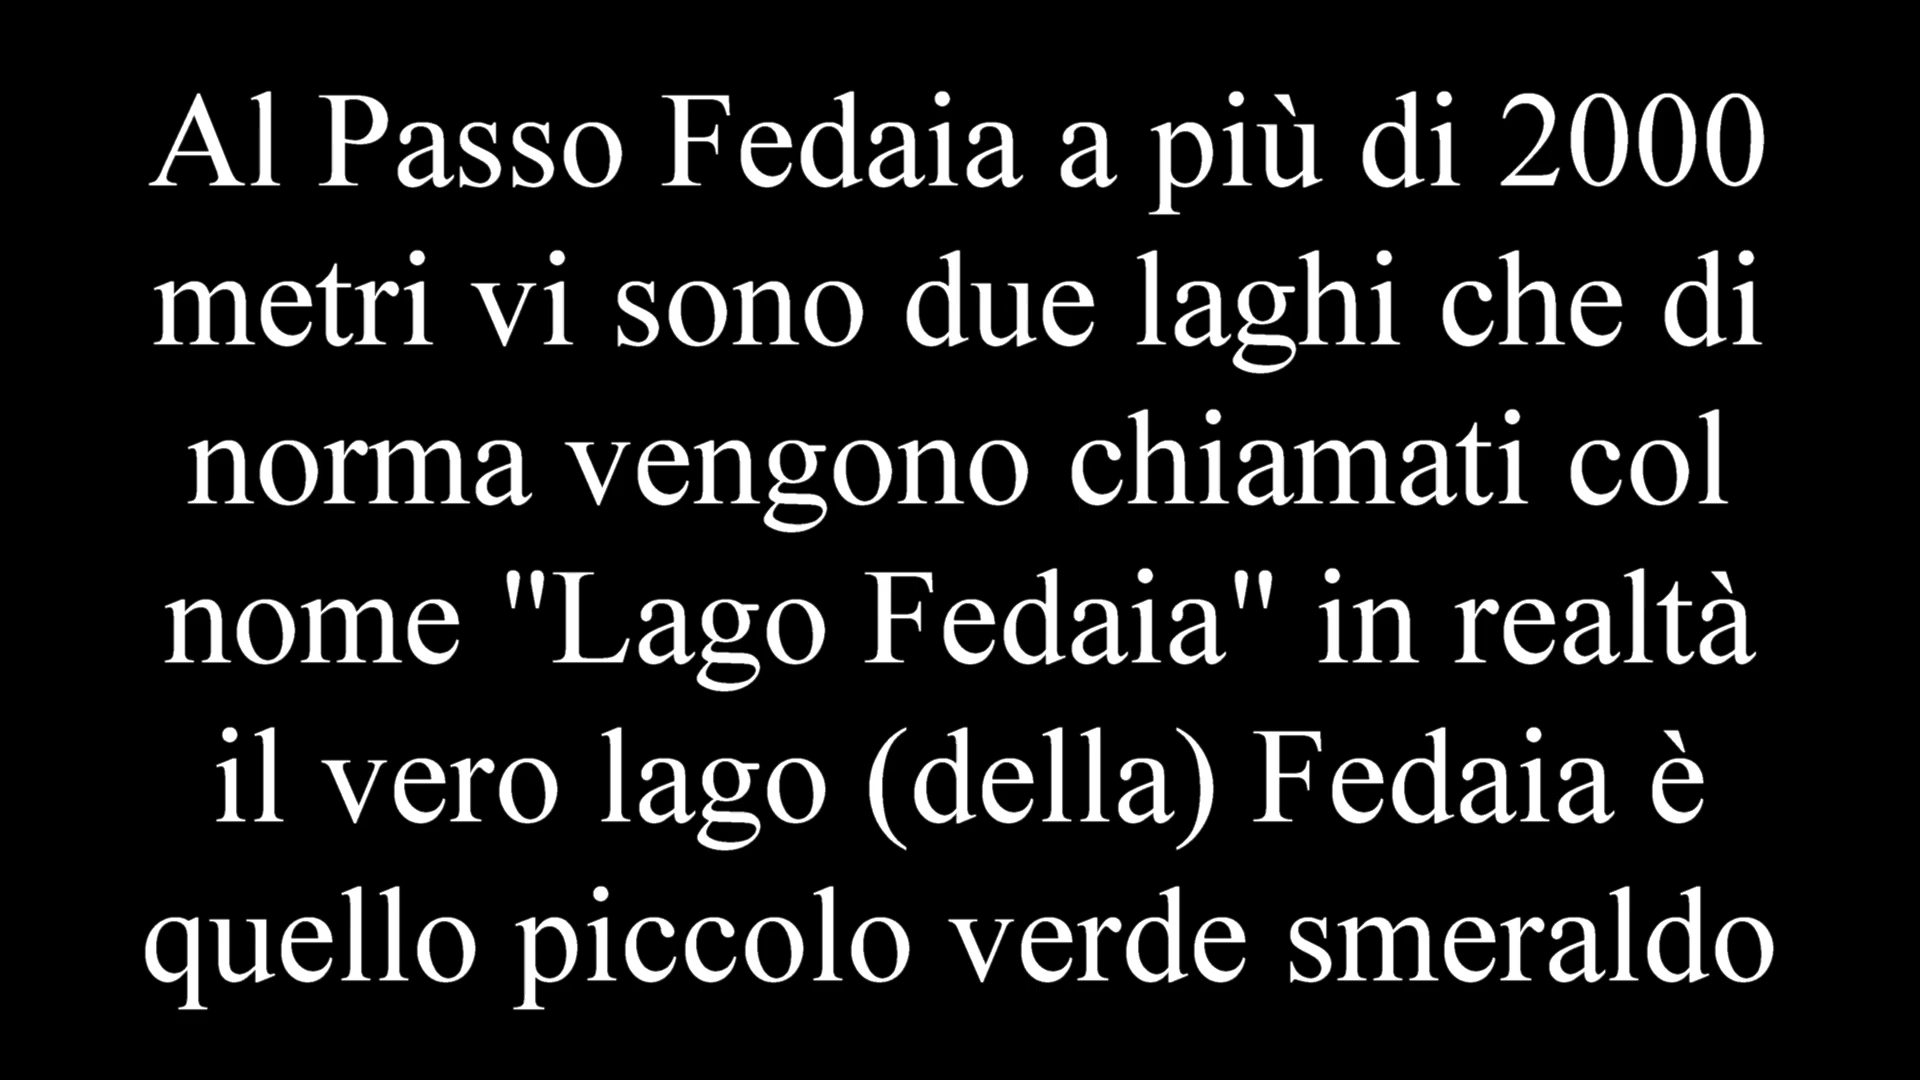 Al Passo Fedaia a più di 2000
metri vi sono due laghi che di
norma vengono chiamati col
nome "Lago Fedaia" in realtà
il vero lago (della) Fedaia è
quello piccolo verde smeraldo